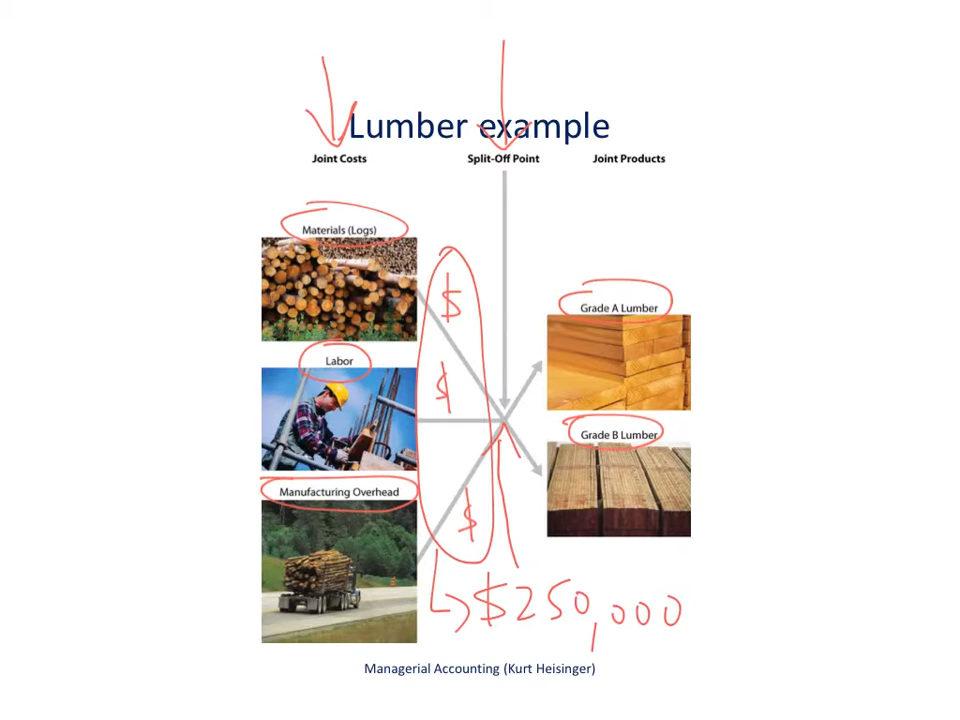 Lumber example
Joint Costs
Split-Off Point
Joint Products
Materials (Logs)
$
Grade A Lumber
Labor
$
Grade B Lumber
Manufacturing Overhead
$
$250,000
Managerial Accounting (Kurt Heisinger)